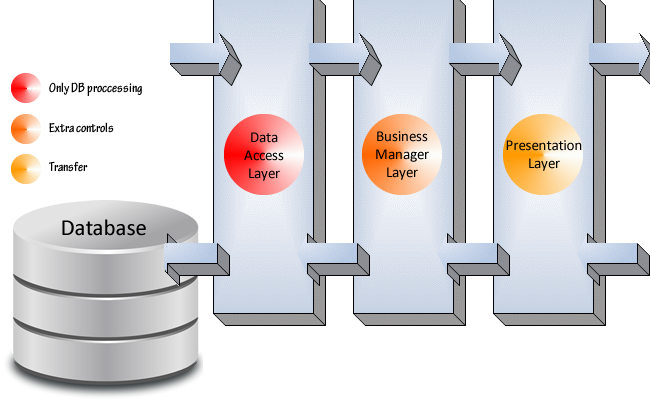 Only DB proccessing
Extra controls
Transfer
Database
Data
Access
Layer
Business
Manager
Layer
Presentation
Layer